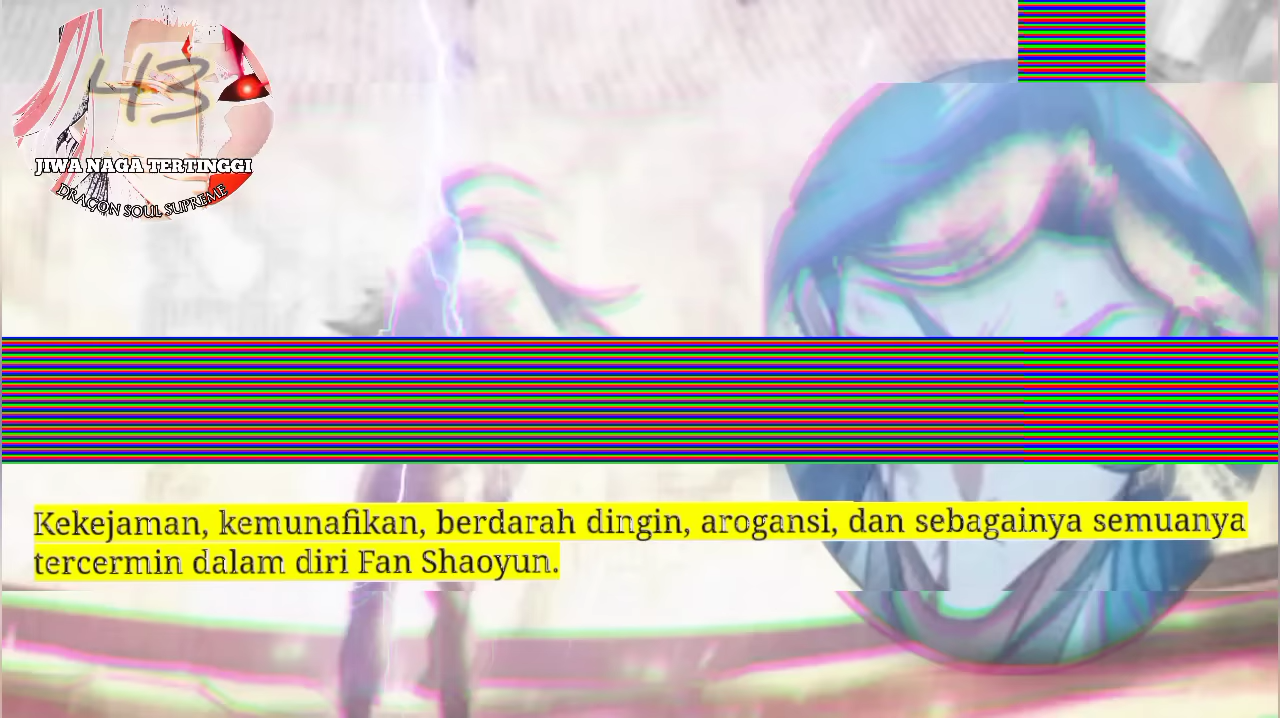 43
JIWA NAGA TERTINGGI
DRAGON SOUL SUPREME
Kekejaman, kemunafikan, berdarah dingin, arogansi, dan sebagainya semuanya
tercermin dalam diri Fan Shaoyun.